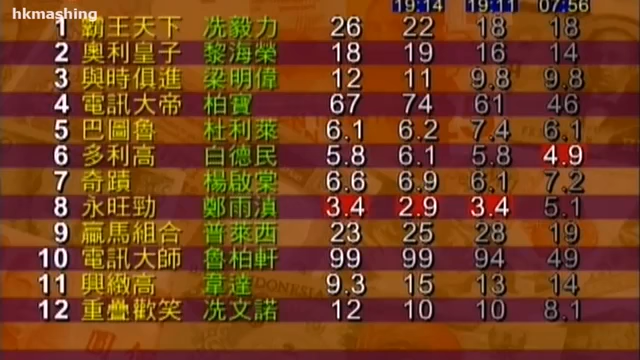 hkmashing
19:14 19:11 07:56
1 霸王天下 冼毅力 26 22 18 18
2 奧利皇子 黎海榮 18 19 16 14
3 與時俱進 梁明偉 12 11 9.8 9.8
4 電訊大帝 柏寶 67 74 61 46
5 巴圖魯 杜利萊 6.1 6.2 7.4 6.1
6 多利高 白德民 5.8 6.1 5.8 4.9
7 奇蹟 楊啟棠 6.6 6.9 6.1 7.2
8 永旺勁 鄭雨滇 3.4 2.9 3.4 5.1
9 贏馬組合 普萊西 23 25 28 19
10 電訊大師 魯柏軒 99 99 94 49
11 興緻高 韋達 9.3 15 13 14
12 重疊歡笑 冼文諾 12 10 10 8.1